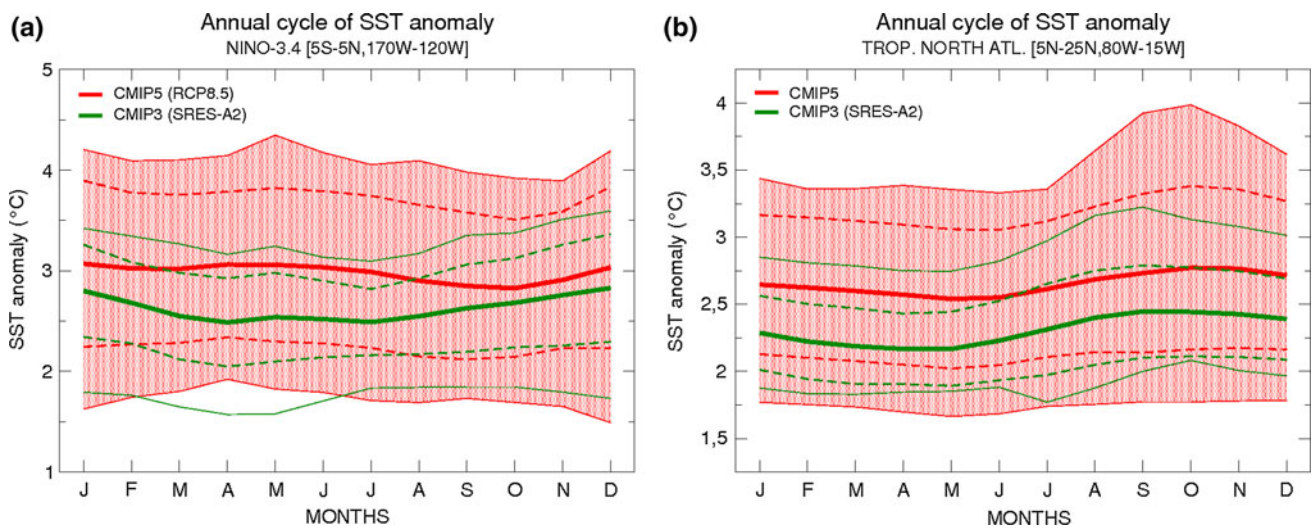 (a)
Annual cycle of SST anomaly
NINO-3.4 [5S-5N,170W-120W]
J F M A M J J A S O N D
5
4
3
2
1
SST anomaly (°C)
CMIP5 (RCP8.5)
CMIP3 (SRES-A2)
J F M A M J J A S O N D
MONTHS
(b)
Annual cycle of SST anomaly
TROP. NORTH ATL. [5N-25N,80W-15W]
J F M A M J J A S O N D
4
3,5
3
2,5
2
1,5
SST anomaly (°C)
CMIP5
CMIP3 (SRES-A2)
J F M A M J J A S O N D
MONTHS